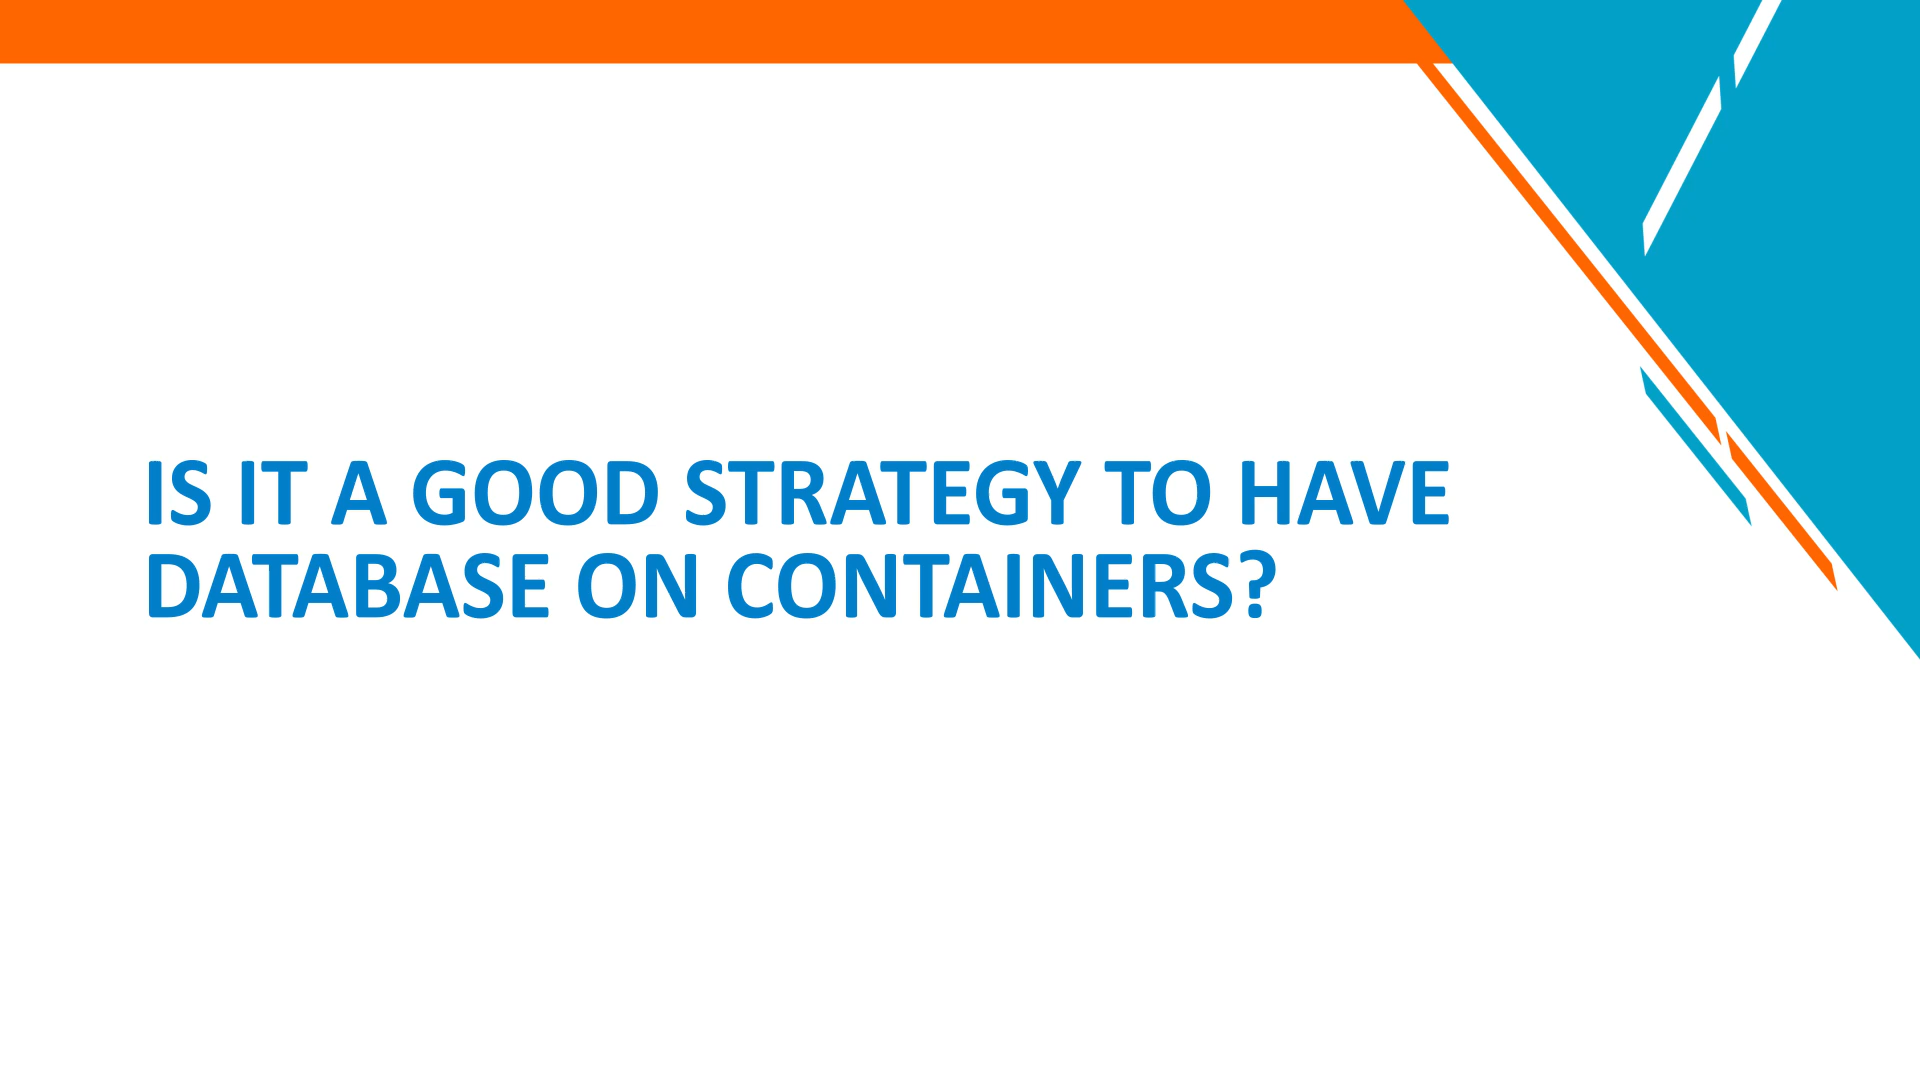 IS IT A GOOD STRATEGY TO HAVE
DATABASE ON CONTAINERS?